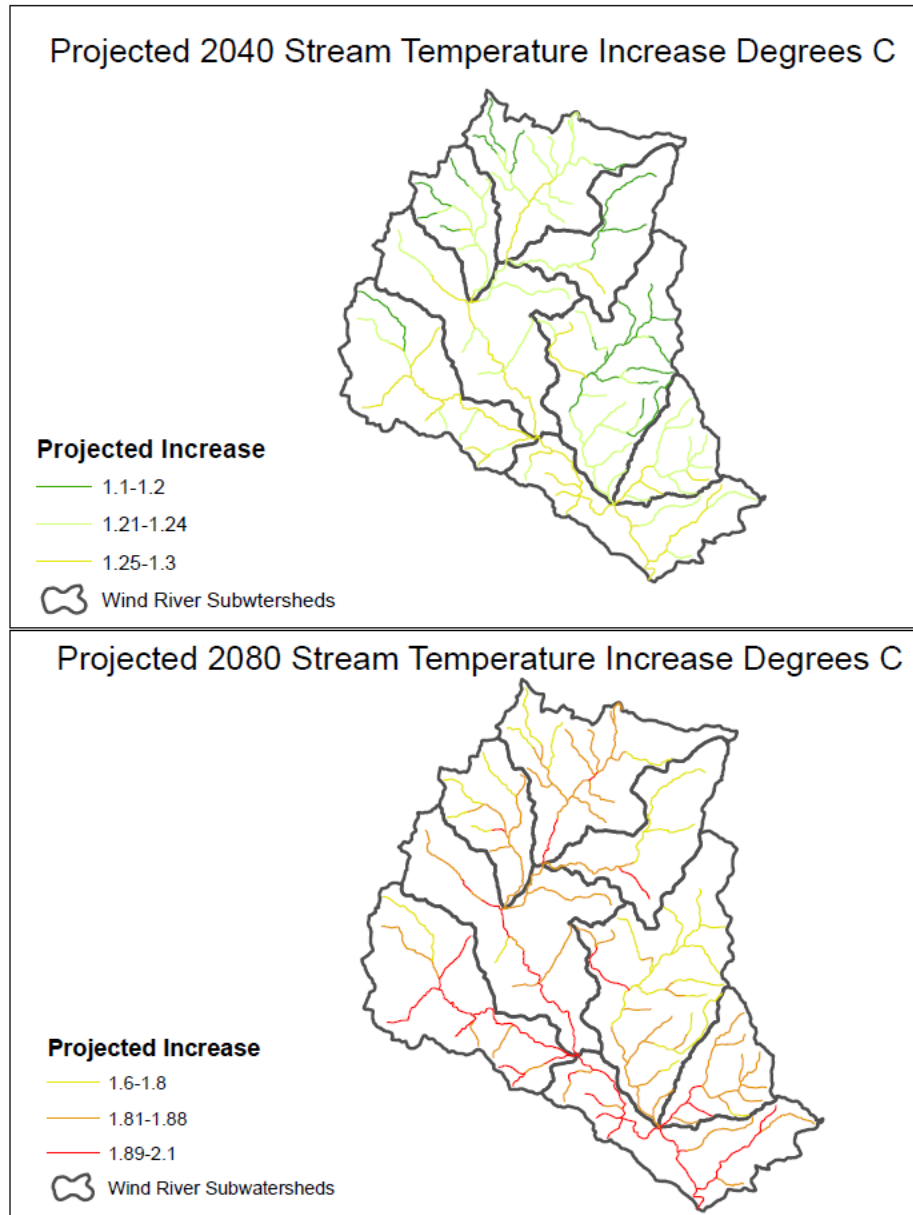 Projected 2040 Stream Temperature Increase Degrees C
Projected Increase
1.1-1.2
1.21-1.24
1.25-1.3
Wind River Subwtersheds
Projected 2080 Stream Temperature Increase Degrees C
Projected Increase
1.6-1.8
1.81-1.88
1.89-2.1
Wind River Subwatersheds